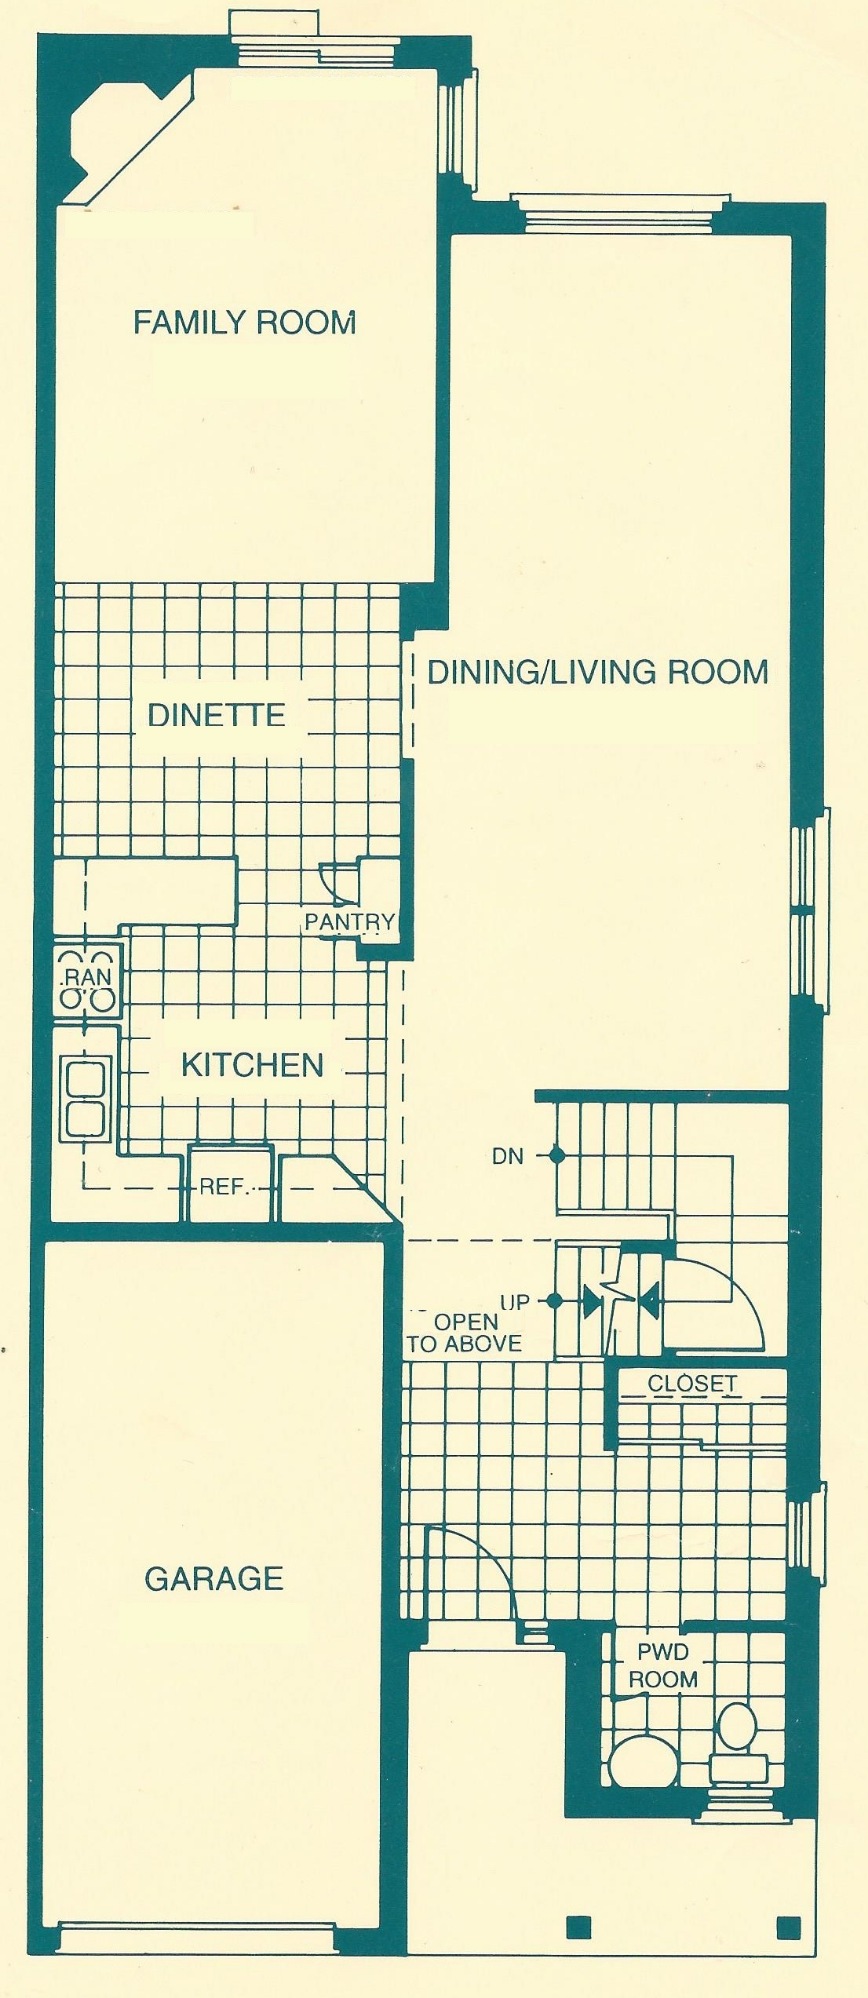 FAMILY ROOM
DINING/LIVING ROOM
DINETTE
PANTRY
RAN
KITCHEN
DN
REF.
UP
OPEN
TO ABOVE
CLOSET
GARAGE
PWD
ROOM